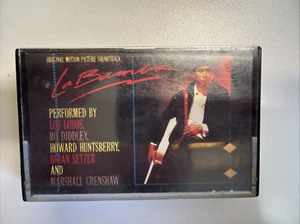 ORIGINAL MOTION PICTURE SOUNDTRACK
La Bamba
PERFORMED BY
LOS LOBOS,
BO DIDDLEY,
HOWARD HUNTSBERRY,
BRIAN SETZER
AND
MARSHALL CRENSHAW